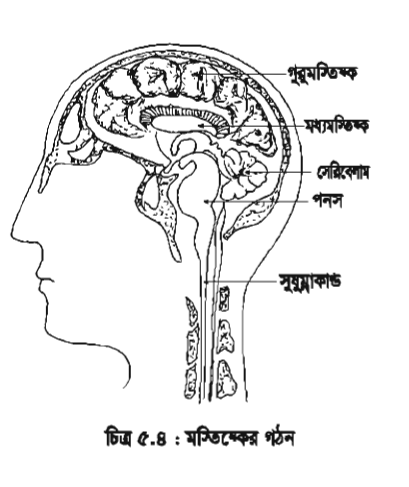 গুরুমস্তিষ্ক
মধ্যমস্তিষ্ক
সেরিবেলাম
পনস
সুষুম্নাকান্ড
চিত্র ৫.৪ : মস্তিষ্কের গঠন